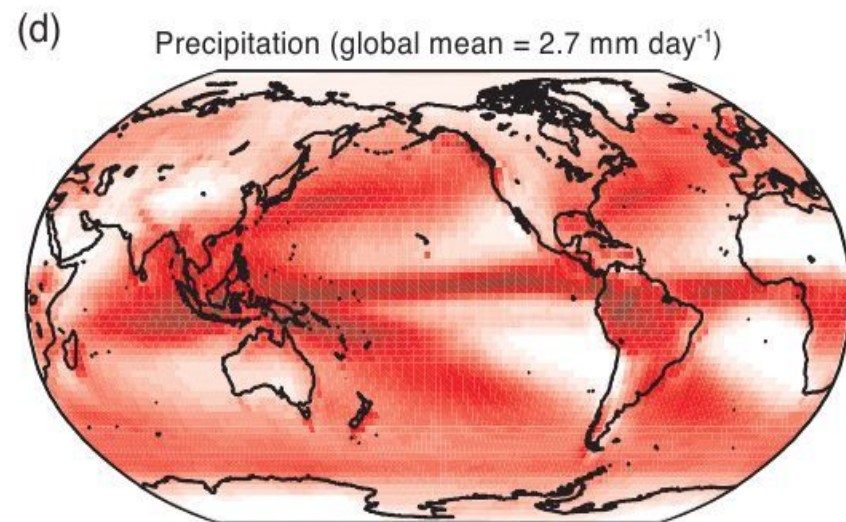 (d)
Precipitation (global mean = 2.7 mm day⁻¹)